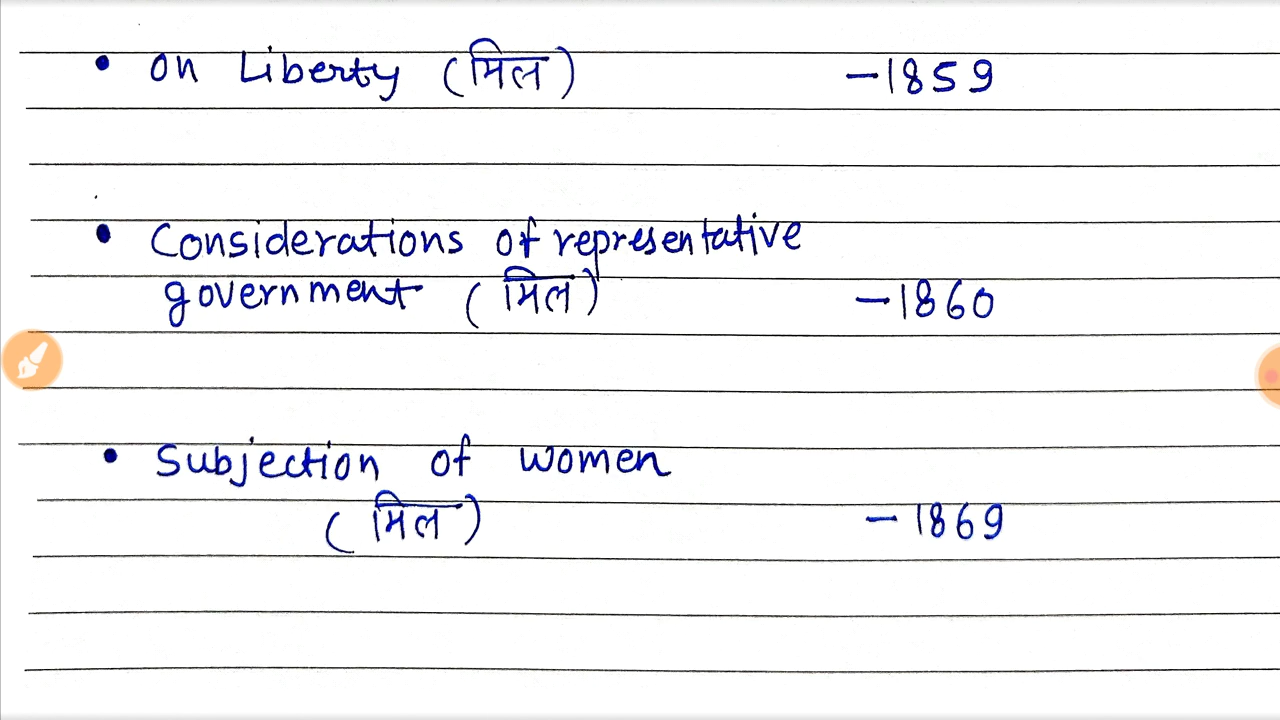 • On Liberty (मिल) -1859
• Considerations of representative
government (मिल) -1860
• Subjection of women
(मिल) -1869